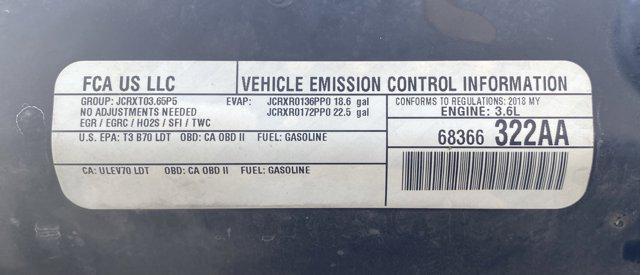 FCA US LLC
VEHICLE EMISSION CONTROL INFORMATION
GROUP: JCRXT03.65P5
NO ADJUSTMENTS NEEDED
EGR / EGRC / HO2S / SFI / TWC
EVAP: JCRXR0136PP0 18.6 gal
JCRXR0172PP0 22.5 gal
CONFORMS TO REGULATIONS: 2018 MY
ENGINE: 3.6L
U.S. EPA: T3 B70 LDT OBD: CA OBD II FUEL: GASOLINE
68366 322AA
CA: ULEV70 LDT OBD: CA OBD II FUEL: GASOLINE